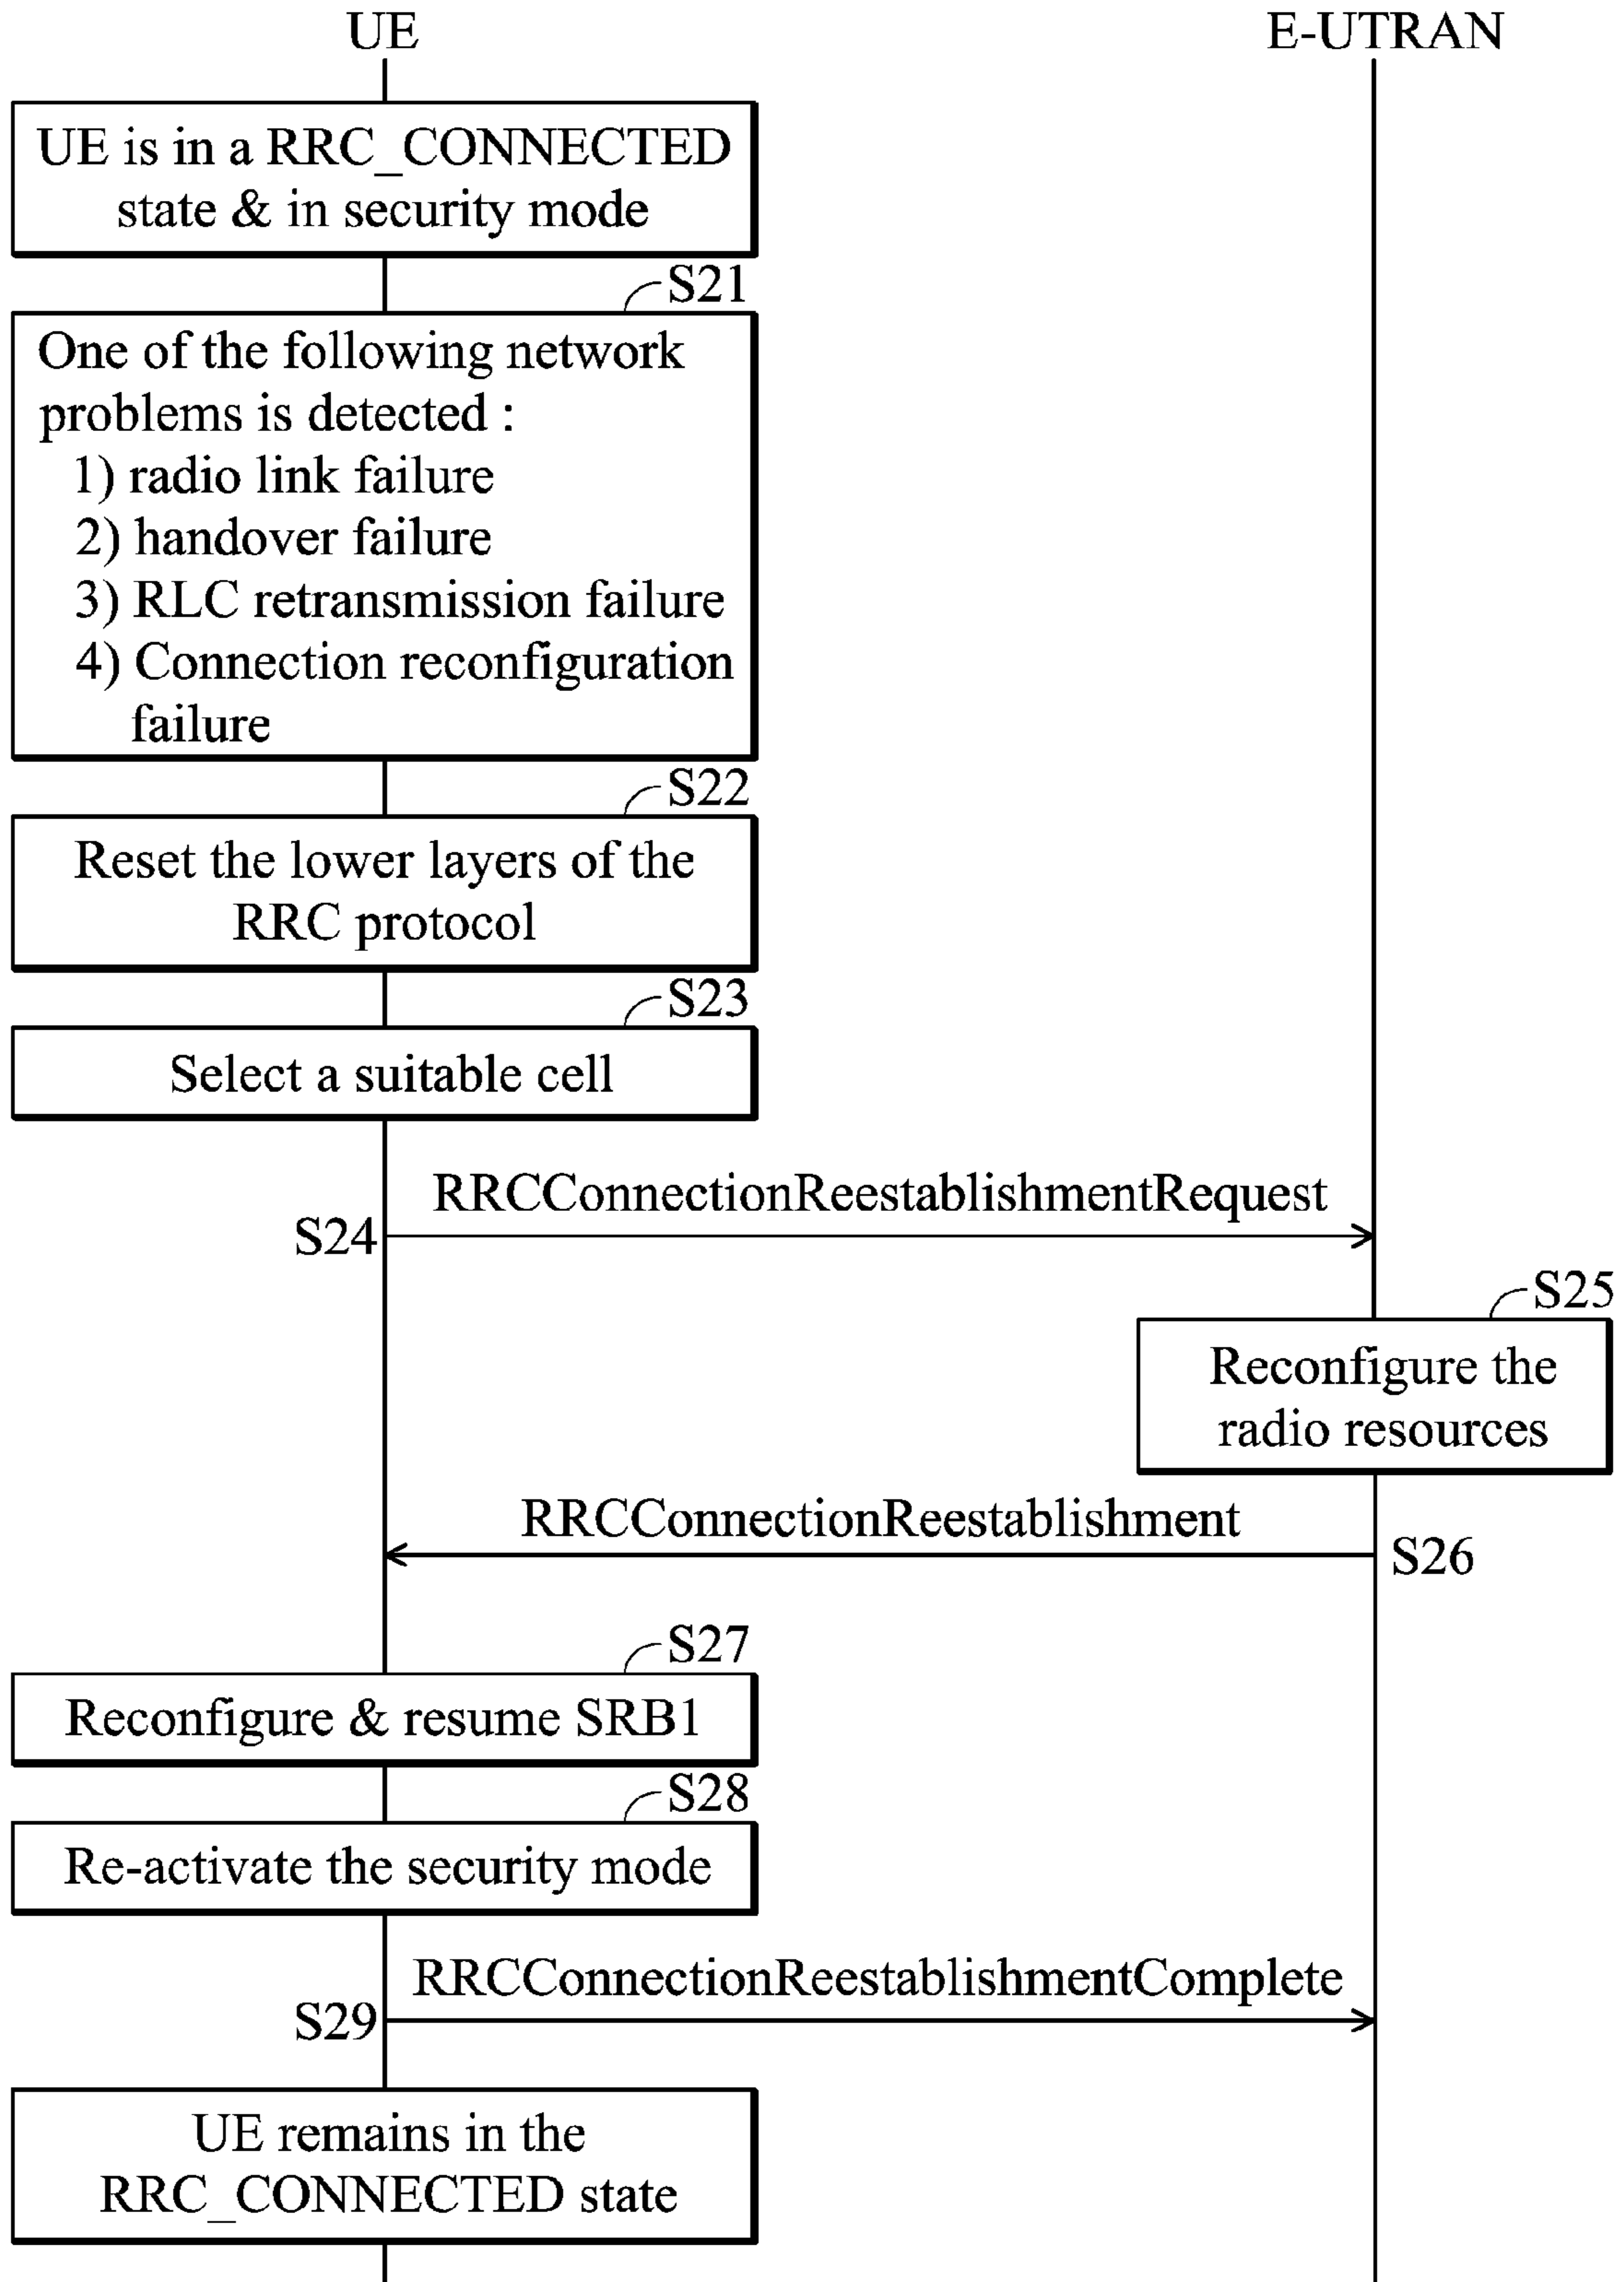 UE
E-UTRAN
UE is in a RRC_CONNECTED
state & in security mode
S21
One of the following network
problems is detected :
1) radio link failure
2) handover failure
3) RLC retransmission failure
4) Connection reconfiguration
failure
S22
Reset the lower layers of the
RRC protocol
S23
Select a suitable cell
RRCConnectionReestablishmentRequest
S24
S25
Reconfigure the
radio resources
RRCConnectionReestablishment
S26
S27
Reconfigure & resume SRB1
S28
Re-activate the security mode
RRCConnectionReestablishmentComplete
S29
UE remains in the
RRC_CONNECTED state